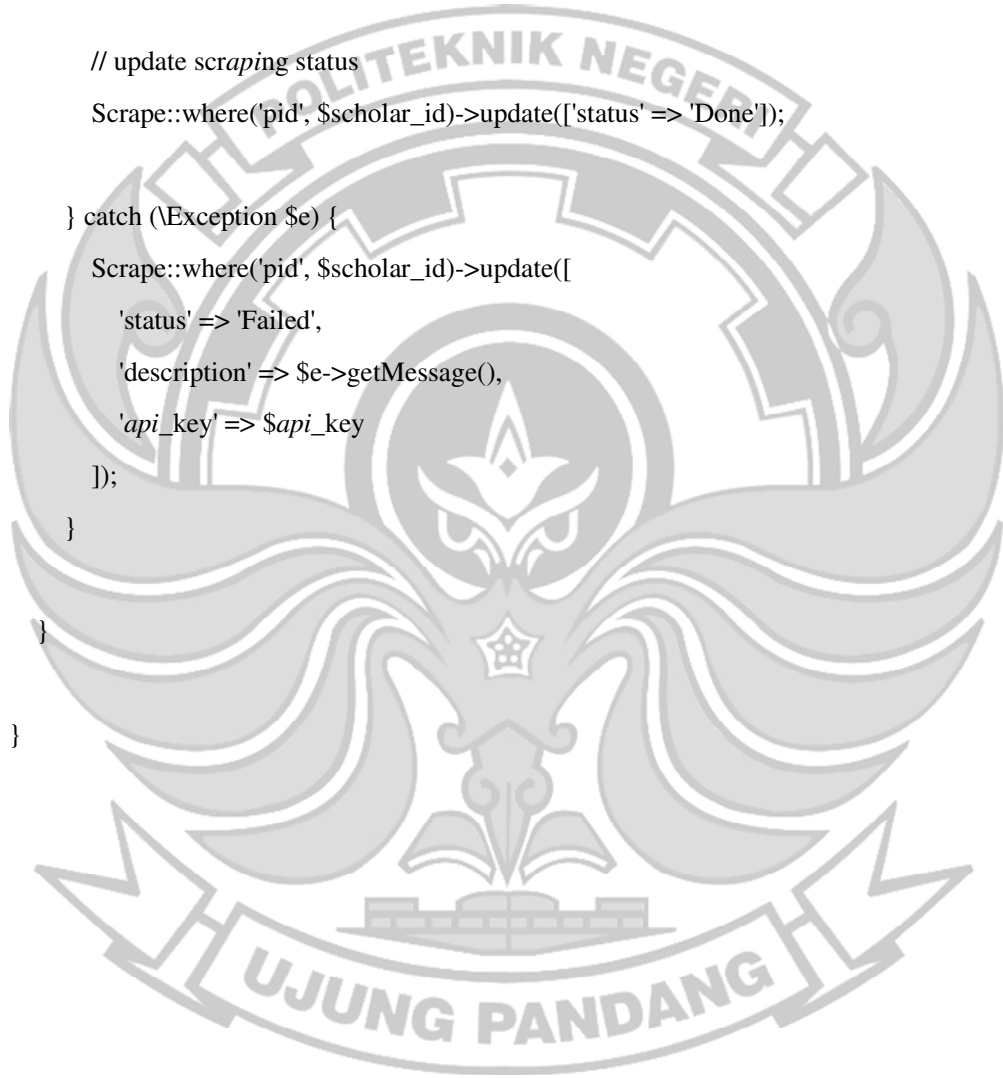 POLITEKNIK NEGERI
// update scraping status
Scrape::where('pid', $scholar_id)->update(['status' => 'Done']);
} catch (\Exception $e) {
Scrape::where('pid', $scholar_id)->update([
'status' => 'Failed',
'description' => $e->getMessage(),
'api_key' => $api_key
]);
}
}
}
UJUNG PANDANG